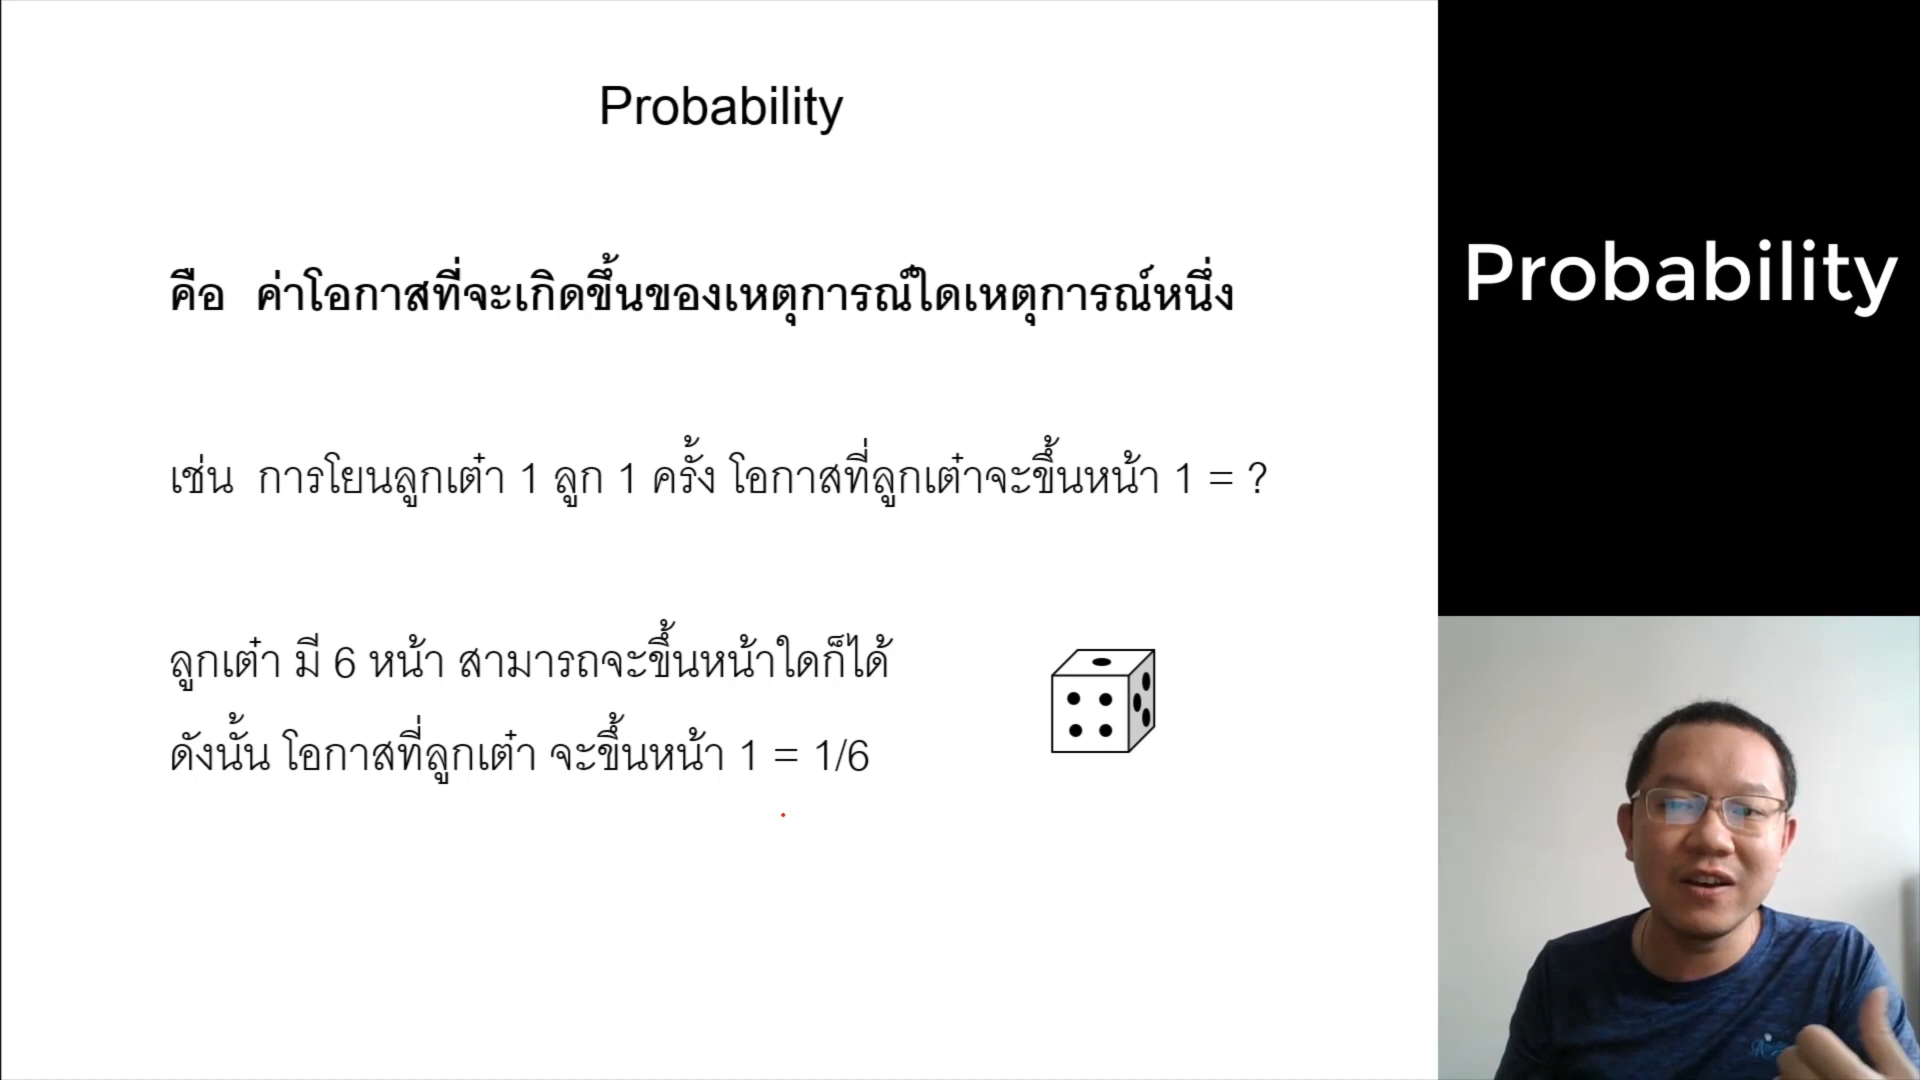 Probability
คือ ค่าโอกาสที่จะเกิดขึ้นของเหตุการณ์ใดเหตุการณ์หนึ่ง
เช่น การโยนลูกเต๋า 1 ลูก 1 ครั้ง โอกาสที่ลูกเต๋าจะขึ้นหน้า 1 = ?
ลูกเต๋า มี 6 หน้า สามารถจะขึ้นหน้าใดก็ได้
ดังนั้น โอกาสที่ลูกเต๋า จะขึ้นหน้า 1 = 1/6
Probability